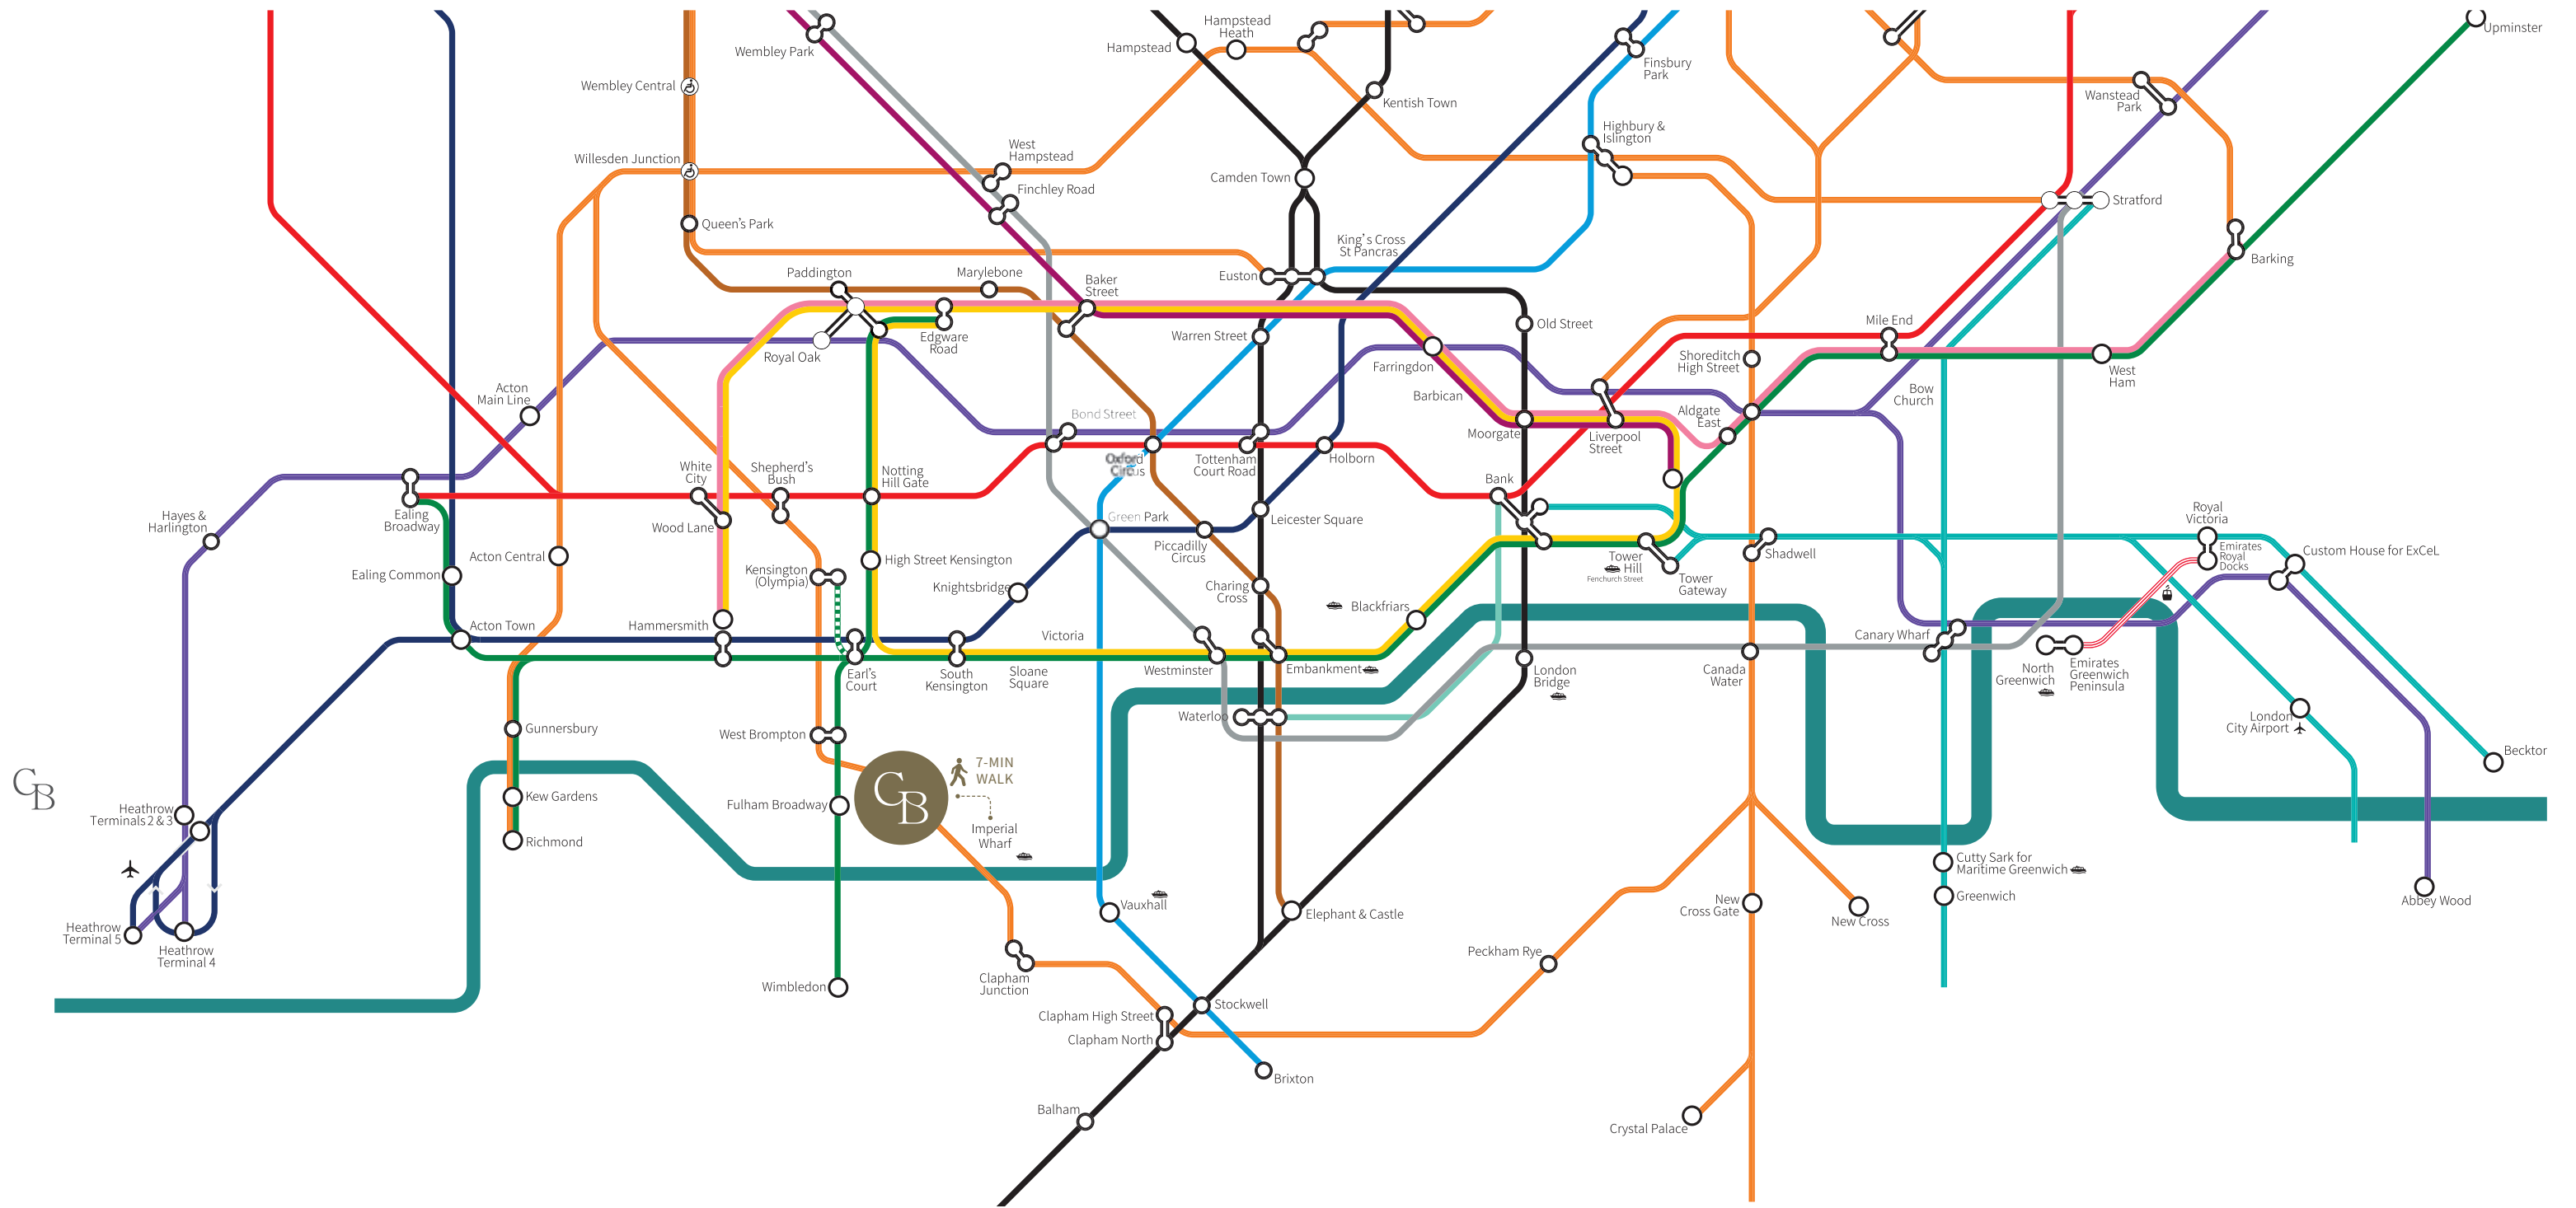 Wembley Park
Hampstead
Hampstead
Heath
Kentish Town
Finsbury
Park
Upminster
Wembley Central
Wanstead
Park
Highbury &
Islington
Willesden Junction
West
Hampstead
Finchley Road
Camden Town
Stratford
Queen's Park
King's Cross
St Pancras
Euston
Barking
Paddington
Marylebone
Baker
Street
Royal Oak
Edgware
Road
Warren Street
Old Street
Farringdon
Barbican
Shoreditch
High Street
Mile End
West
Ham
Bow
Church
Acton
Main Line
Bond Street
Moorgate
Liverpool
Street
Aldgate
East
Oxford
Circus
Tottenham
Court Road
Holborn
White
City
Wood Lane
Shepherd's
Bush
Notting
Hill Gate
Bank
Hayes &
Harlington
Ealing
Broadway
Green Park
Piccadilly
Circus
Leicester Square
Acton Central
Ealing Common
Kensington
(Olympia)
High Street Kensington
Knightsbridge
Charing
Cross
Blackfriars
Tower
Hill
Fenchurch Street
Tower
Gateway
Shadwell
Royal
Victoria
Emirates
Royal
Docks
Custom House for ExCeL
Acton Town
Hammersmith
Earl's
Court
South
Kensington
Sloane
Square
Victoria
Westminster
Embankment
London
Bridge
Canada
Water
Canary Wharf
North
Greenwich
Emirates
Greenwich
Peninsula
Waterloo
London
City Airport
Becktor
Gunnersbury
West Brompton
CB
7-MIN
WALK
CB
Imperial
Wharf
Kew Gardens
Richmond
Fulham Broadway
Heathrow
Terminals 2 & 3
Heathrow
Terminal 5
Heathrow
Terminal 4
Wimbledon
Vauxhall
Elephant & Castle
Clapham
Junction
Clapham High Street
Clapham North
Stockwell
Brixton
Balham
Peckham Rye
New
Cross Gate
New Cross
Crystal Palace
Cutty Sark for
Maritime Greenwich
Greenwich
Abbey Wood